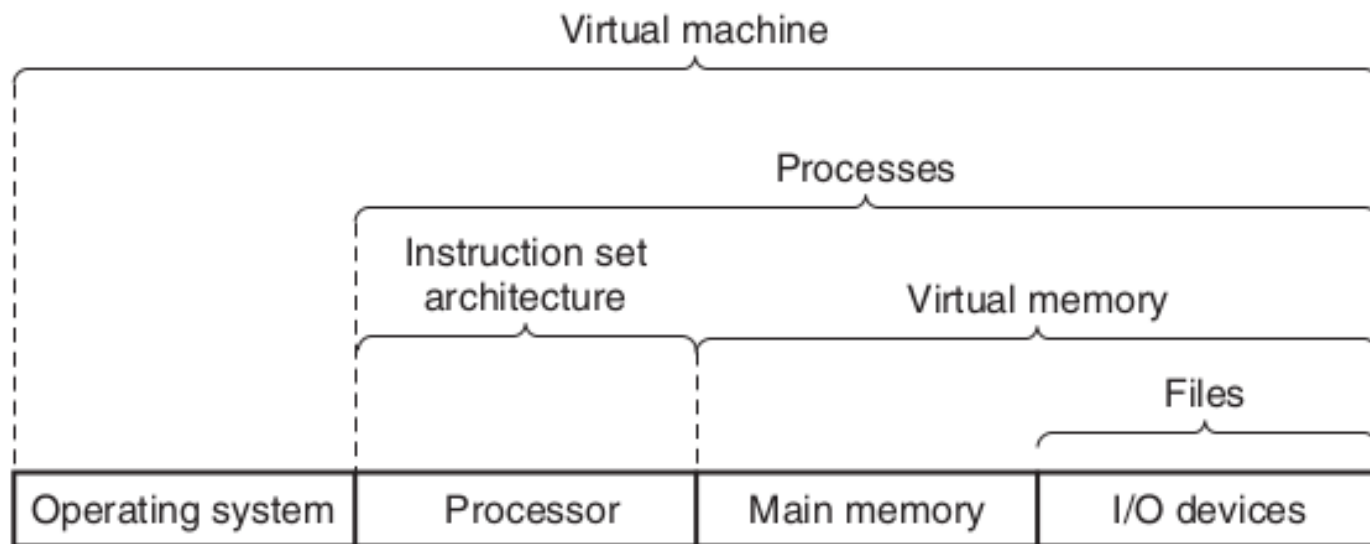 Virtual machine
Processes
Instruction set
architecture
Virtual memory
Files
Operating system
Processor
Main memory
I/O devices